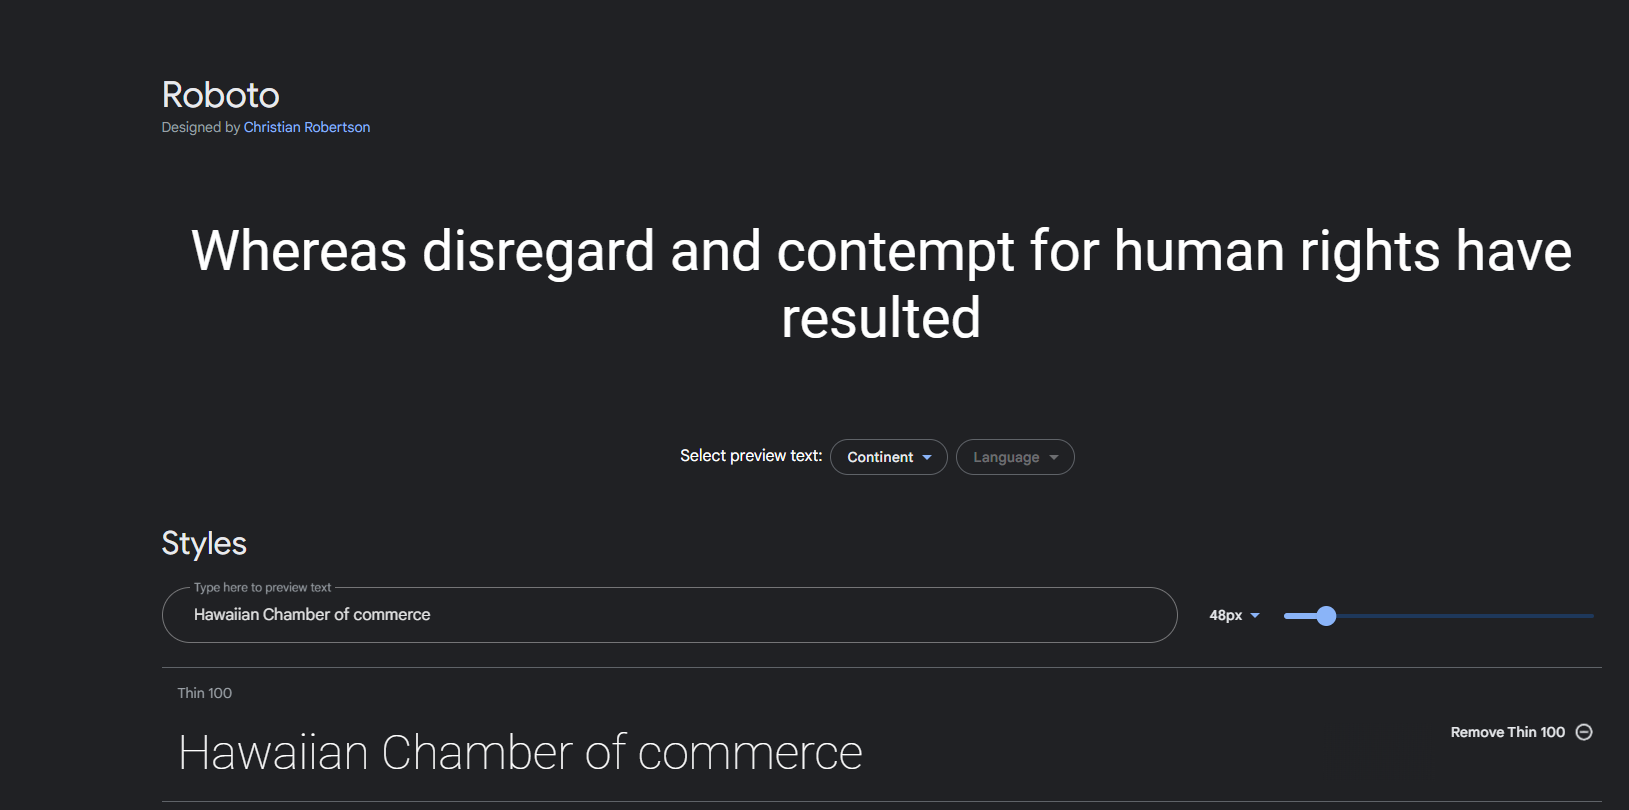 Roboto
Designed by Christian Robertson
Whereas disregard and contempt for human rights have
resulted
Select preview text: Continent Language
Styles
Type here to preview text
Hawaiian Chamber of commerce
48px
Thin 100
Hawaiian Chamber of commerce
Remove Thin 100